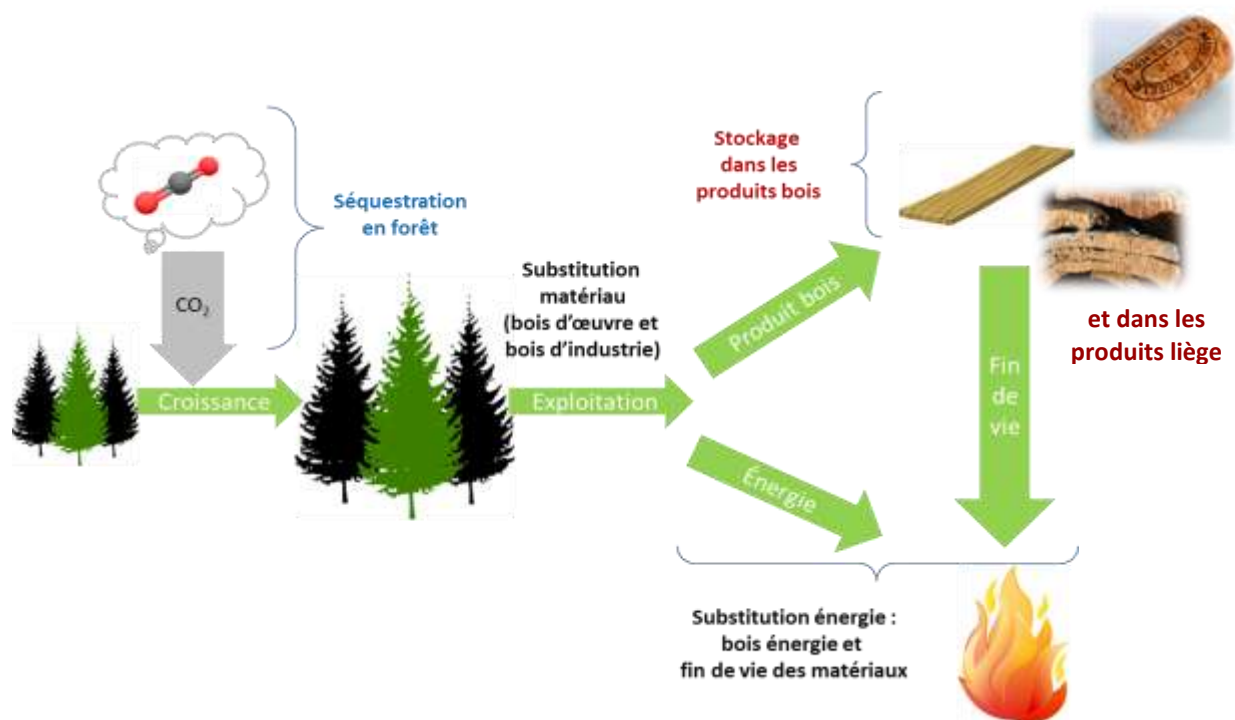 Stockage
dans les
produits bois
Séquestration
en forêt
CO₂
Substitution
matériau
(bois d'œuvre et
bois d'industrie)
Croissance
Exploitation
Produit bois
Énergie
et dans les
produits liège
Fin
de
vie
Substitution énergie :
bois énergie et
fin de vie des matériaux